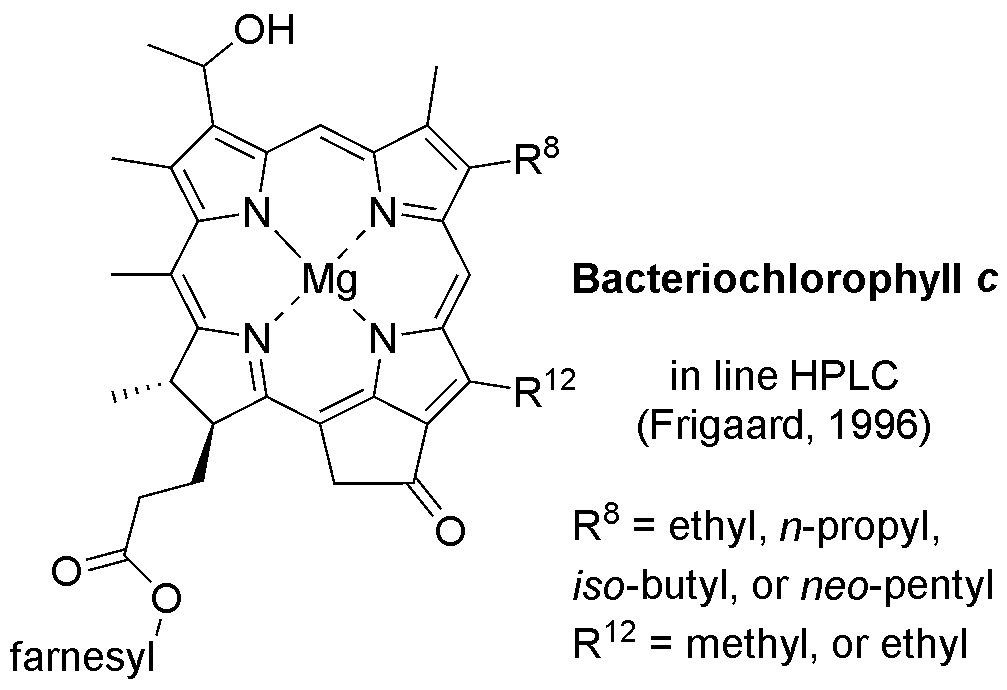 OH
R8
N
N
Mg
Bacteriochlorophyll c
N
N
R12
in line HPLC
(Frigaard, 1996)
O
R8 = ethyl, n-propyl,
O
iso-butyl, or neo-pentyl
O
R12 = methyl, or ethyl
farnesyl